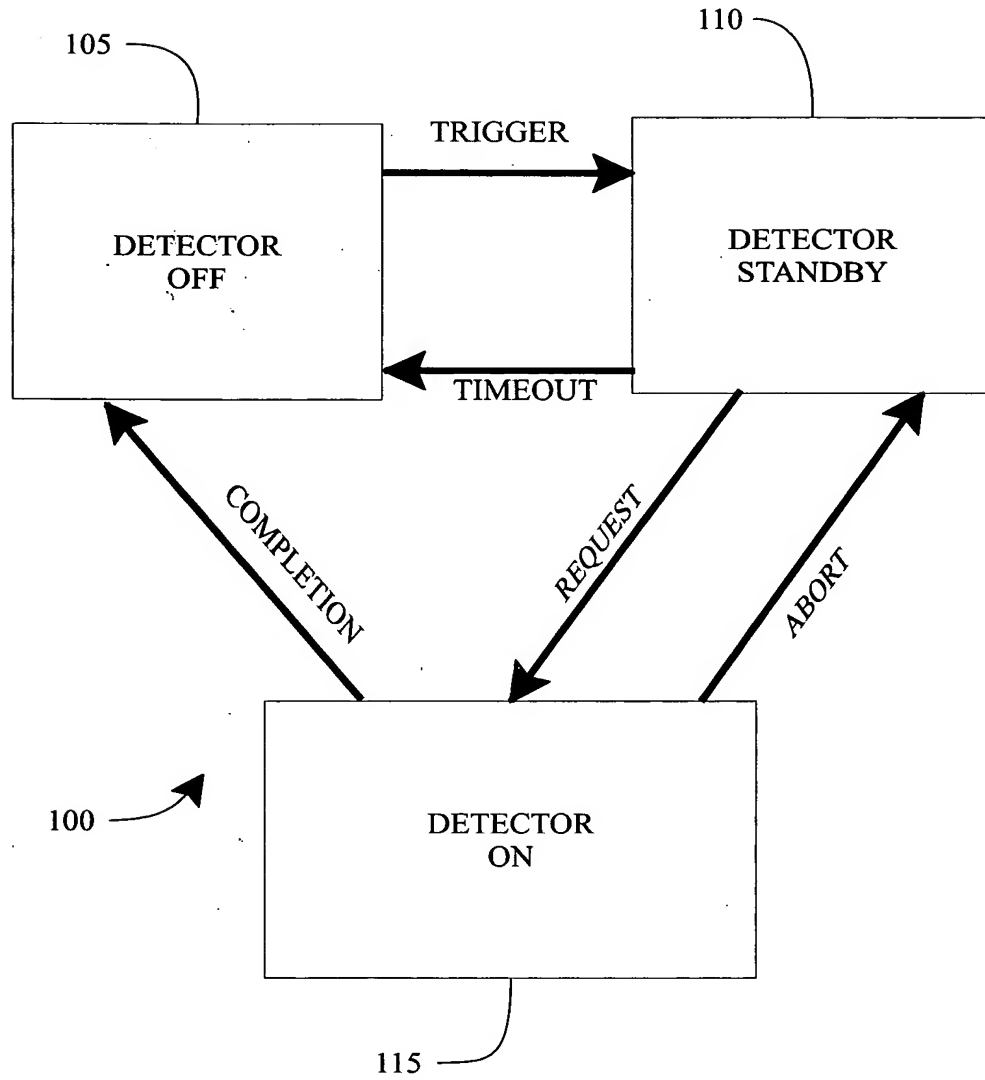 105
110
TRIGGER
DETECTOR
OFF
DETECTOR
STANDBY
TIMEOUT
COMPLETION
REQUEST
ABORT
100
DETECTOR
ON
115